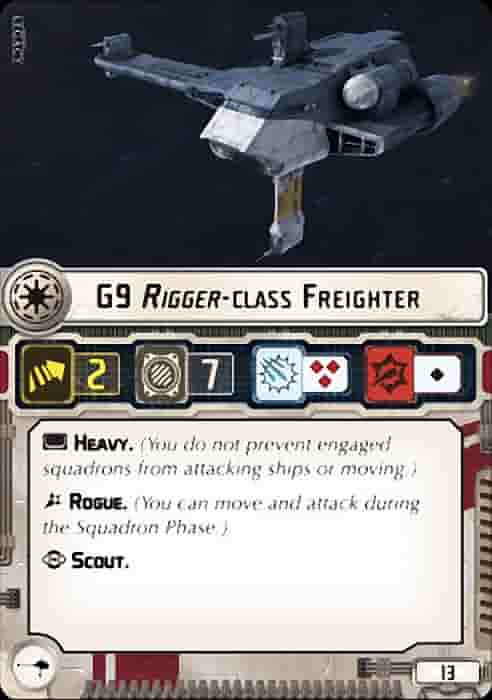 LEGACY
G9 RIGGER-CLASS FREIGHTER
2 7
HEAVY. (You do not prevent engaged
squadrons from attacking ships or moving.)
ROGUE. (You can move and attack during
the Squadron Phase.)
SCOUT.
13